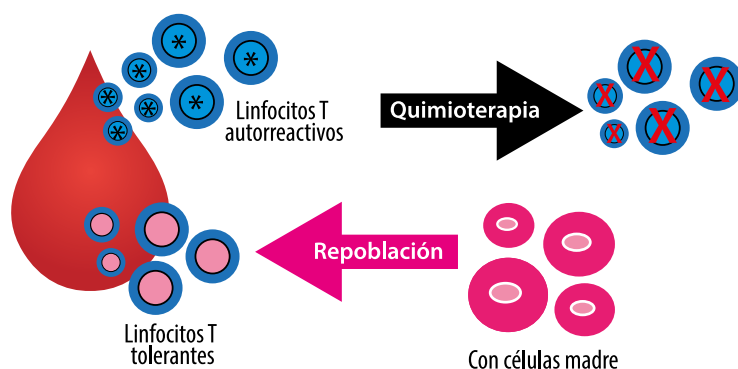 Linfocitos T
autorreactivos
Quimioterapia
Repoblación
Linfocitos T
tolerantes
Con células madre